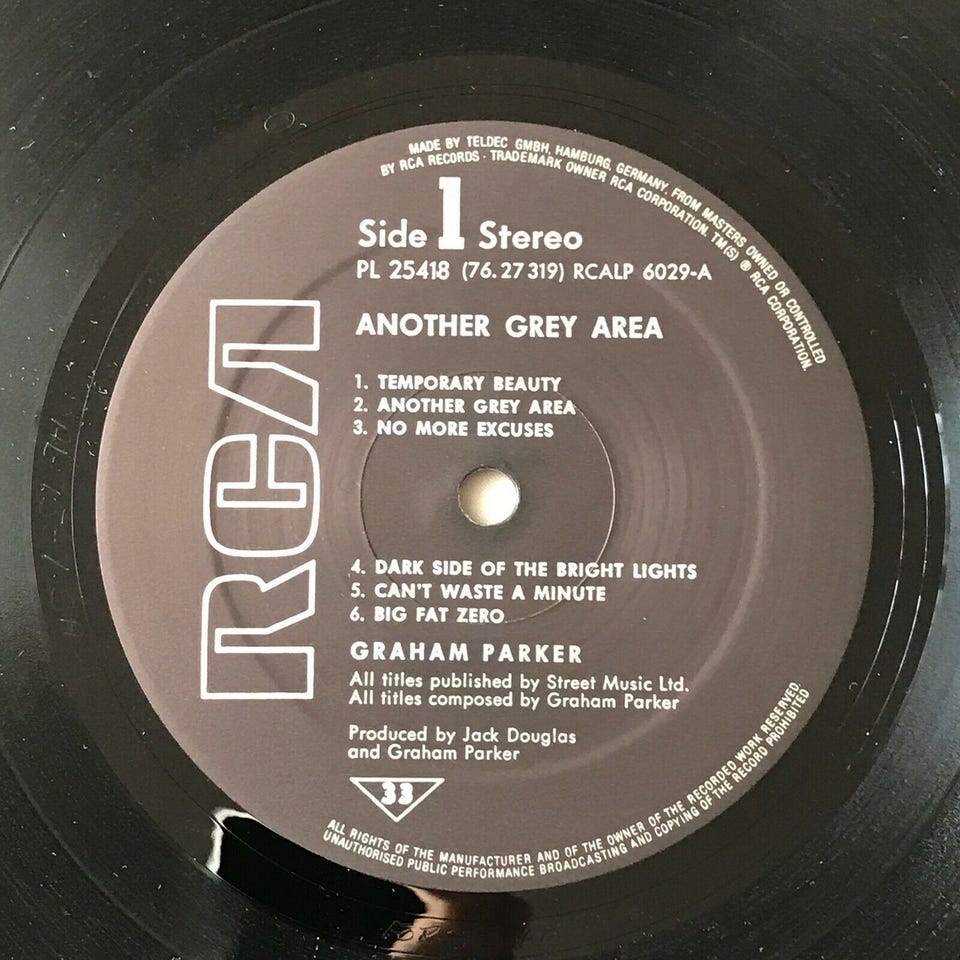 MADE BY TELDEC GMBH, HAMBURG, GERMANY, FROM MASTERS OWNED OR CONTROLLED
BY RCA RECORDS · TRADEMARK OWNER RCA CORPORATION. TM(S) ® RCA CORPORATION.
Side 1 Stereo
PL 25418 (76.27319) RCALP 6029-A
RCA
ANOTHER GREY AREA
1. TEMPORARY BEAUTY
2. ANOTHER GREY AREA
3. NO MORE EXCUSES
4. DARK SIDE OF THE BRIGHT LIGHTS
5. CAN'T WASTE A MINUTE
6. BIG FAT ZERO
GRAHAM PARKER
All titles published by Street Music Ltd.
All titles composed by Graham Parker
Produced by Jack Douglas
and Graham Parker
33
ALL RIGHTS OF THE MANUFACTURER AND OF THE OWNER OF THE RECORDED WORK RESERVED.
UNAUTHORISED PUBLIC PERFORMANCE BROADCASTING AND COPYING OF THE RECORD PROHIBITED